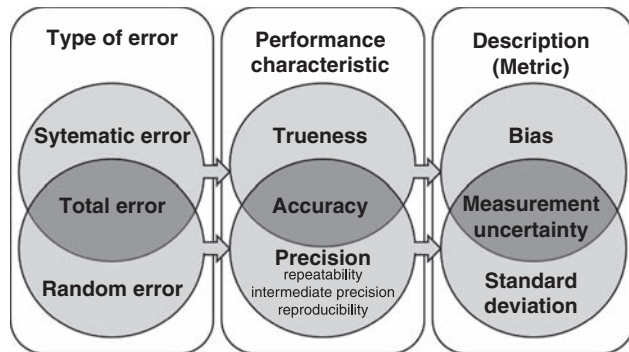 Type of error
Sytematic error
Total error
Random error
Performance
characteristic
Trueness
Accuracy
Precision
repeatability
intermediate precision
reproducibility
Description
(Metric)
Bias
Measurement
uncertainty
Standard
deviation